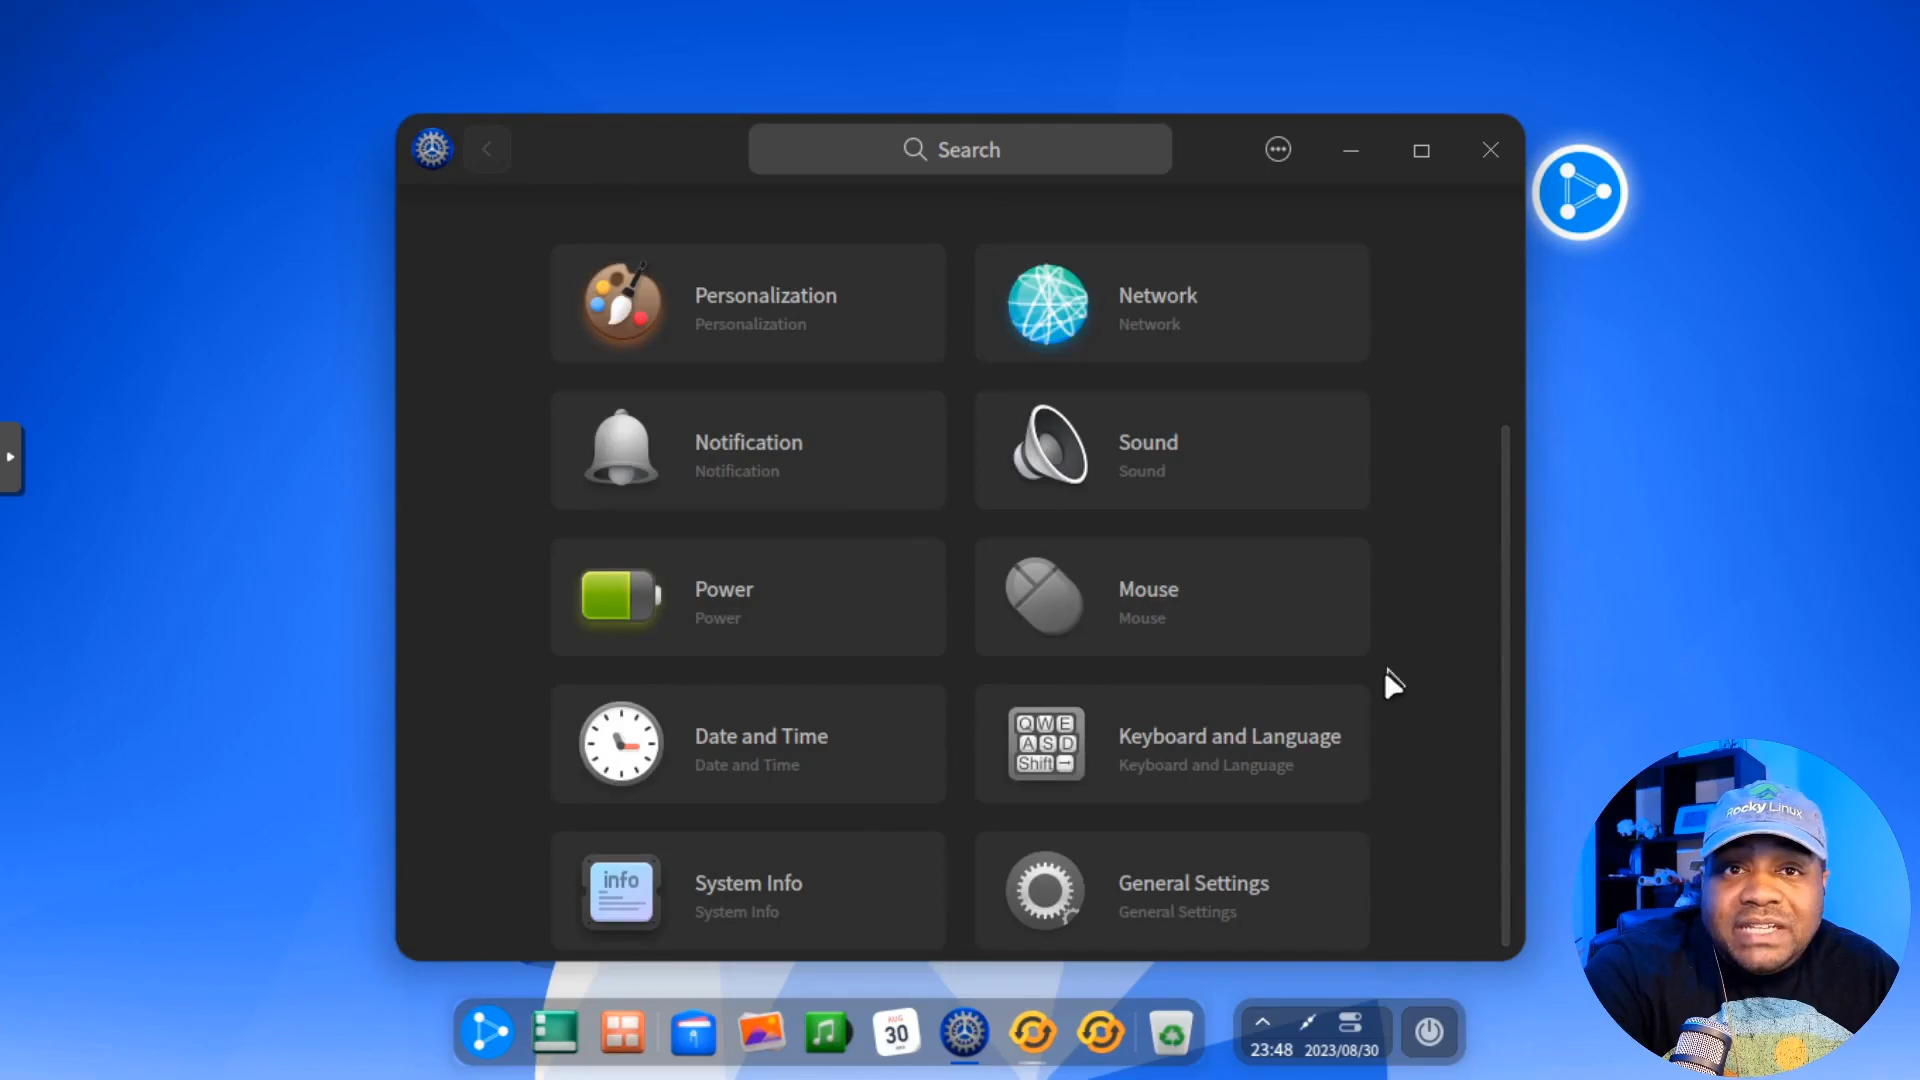 Search
Personalization
Personalization
Network
Network
Notification
Notification
Sound
Sound
Power
Power
Mouse
Mouse
Date and Time
Date and Time
QWE
ASD
Shift
Keyboard and Language
Keyboard and Language
info
System Info
System Info
General Settings
General Settings
Rocky Linux
AUG
30
23:48 2023/08/30